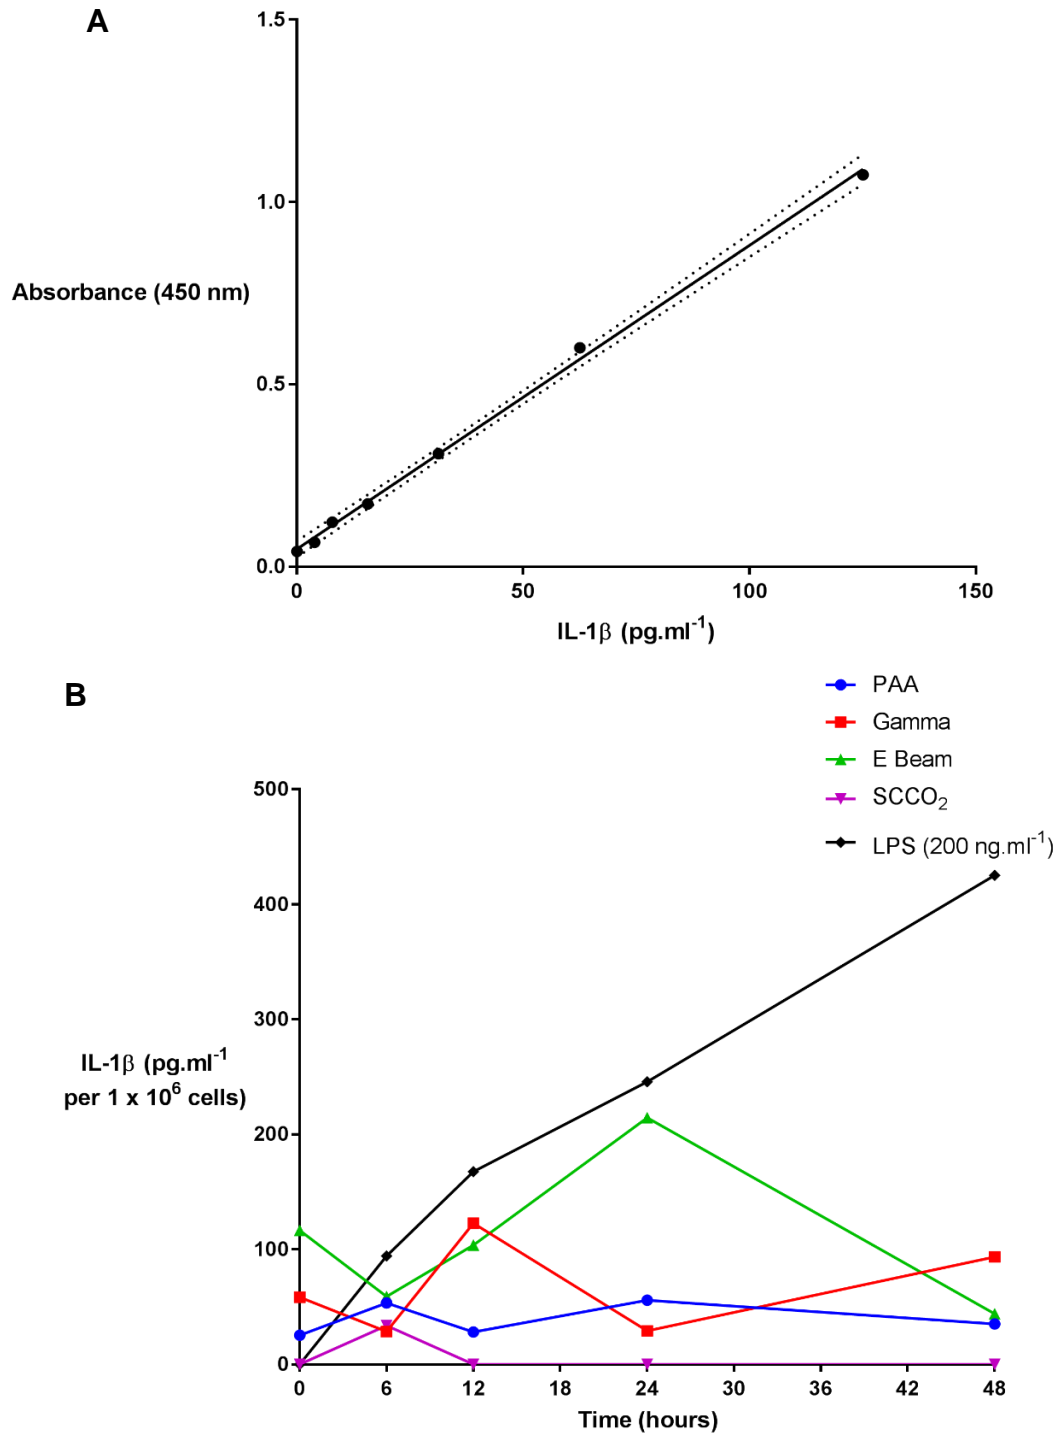 A
1.5
1.0
Absorbance (450 nm)
0.5
0.0
0 50 100 150
IL-1β (pg.ml⁻¹)
B
PAA
Gamma
E Beam
SCCO₂
LPS (200 ng.ml⁻¹)
500
400
300
IL-1β (pg.ml⁻¹
per 1 x 10⁶ cells)
200
100
0
0 6 12 18 24 30 36 42 48
Time (hours)